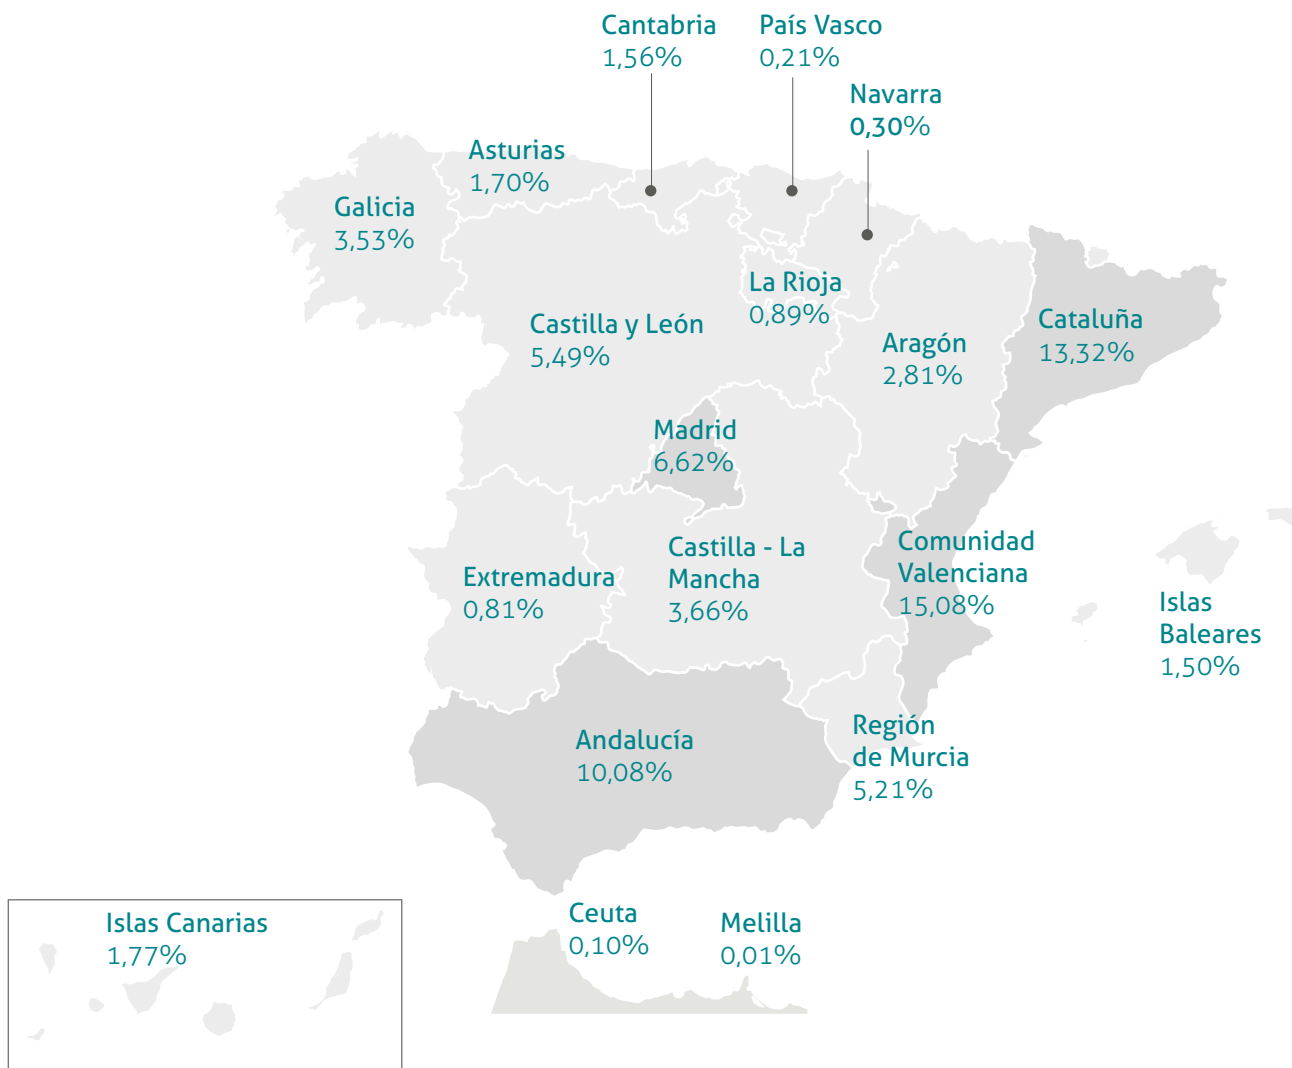 Cantabria
1,56%
País Vasco
0,21%
Navarra
0,30%
Asturias
1,70%
Galicia
3,53%
La Rioja
0,89%
Castilla y León
5,49%
Aragón
2,81%
Cataluña
13,32%
Madrid
6,62%
Castilla - La
Mancha
3,66%
Comunidad
Valenciana
15,08%
Extremadura
0,81%
Islas
Baleares
1,50%
Andalucía
10,08%
Región
de Murcia
5,21%
Islas Canarias
1,77%
Ceuta
0,10%
Melilla
0,01%